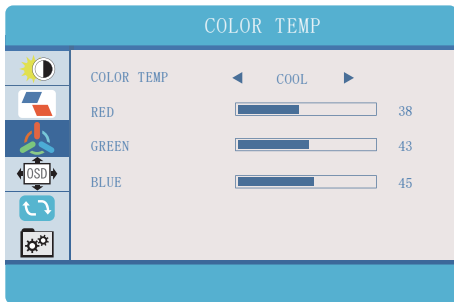 COLOR TEMP
COLOR TEMP COOL
RED 38
GREEN 43
OSD
BLUE 45